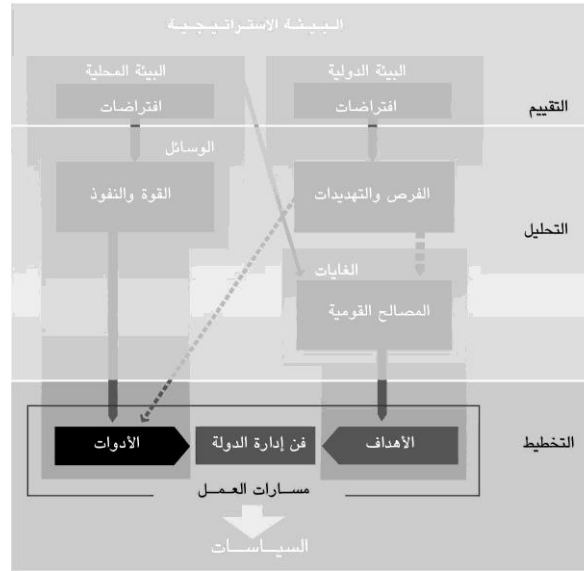 البيئة الاستراتيجية
البيئة الدولية
البيئة المحلية
افتراضات
افتراضات
التقييم
الوسائل
الفرص والتهديدات
القوة والنفوذ
التحليل
الغايات
المصالح القومية
الأهداف
فن إدارة الدولة
الأدوات
التخطيط
مسارات العمل
السياسات